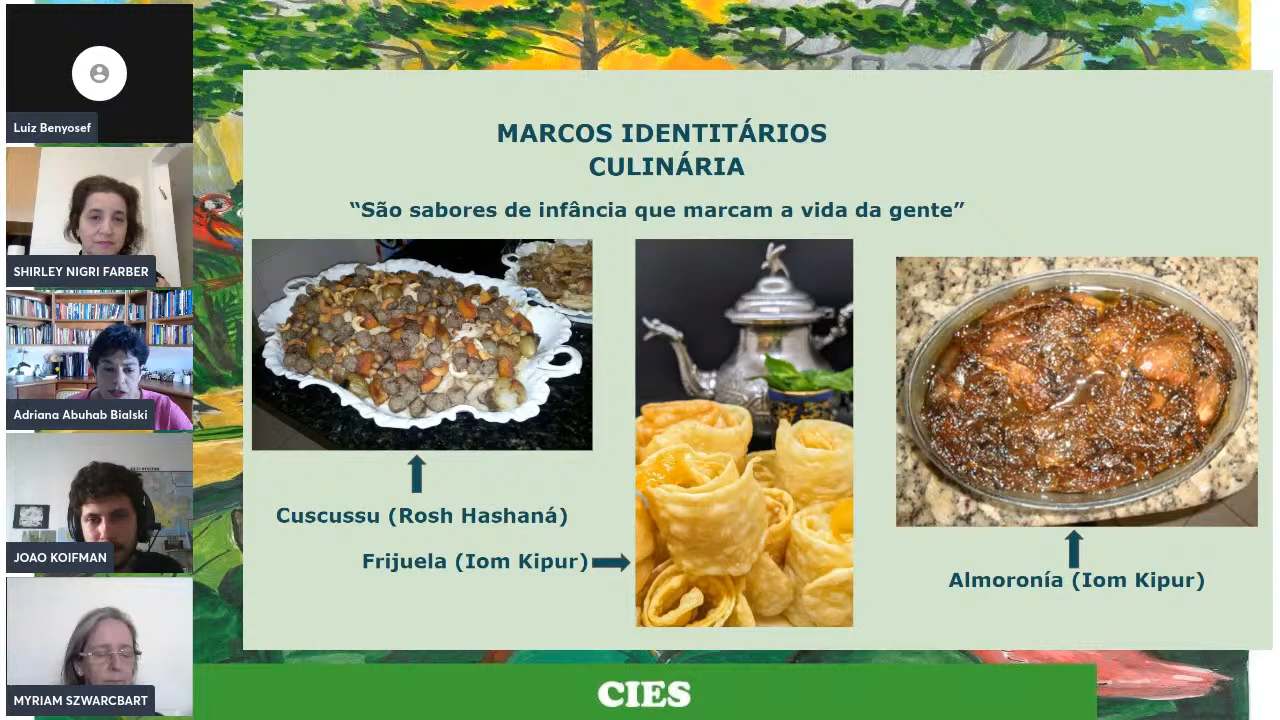 Luiz Benyosef
SHIRLEY NIGRI FARBER
Adriana Abuhab Bialski
JOAO KOIFMAN
MYRIAM SZWARCBART
MARCOS IDENTITÁRIOS
CULINÁRIA
“São sabores de infância que marcam a vida da gente”
Cuscussu (Rosh Hashaná)
Frijuela (Iom Kipur)
Almoronía (Iom Kipur)
CIES